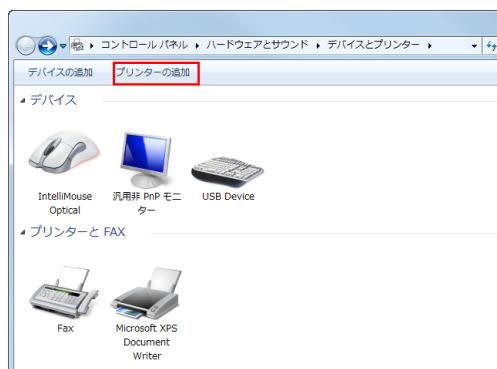 コントロール パネル ▸ ハードウェアとサウンド ▸ デバイスとプリンター ▸
デバイスの追加 プリンターの追加
デバイス
IntelliMouse Optical
汎用非 PnP モニター
USB Device
プリンターと FAX
Fax
Microsoft XPS Document Writer